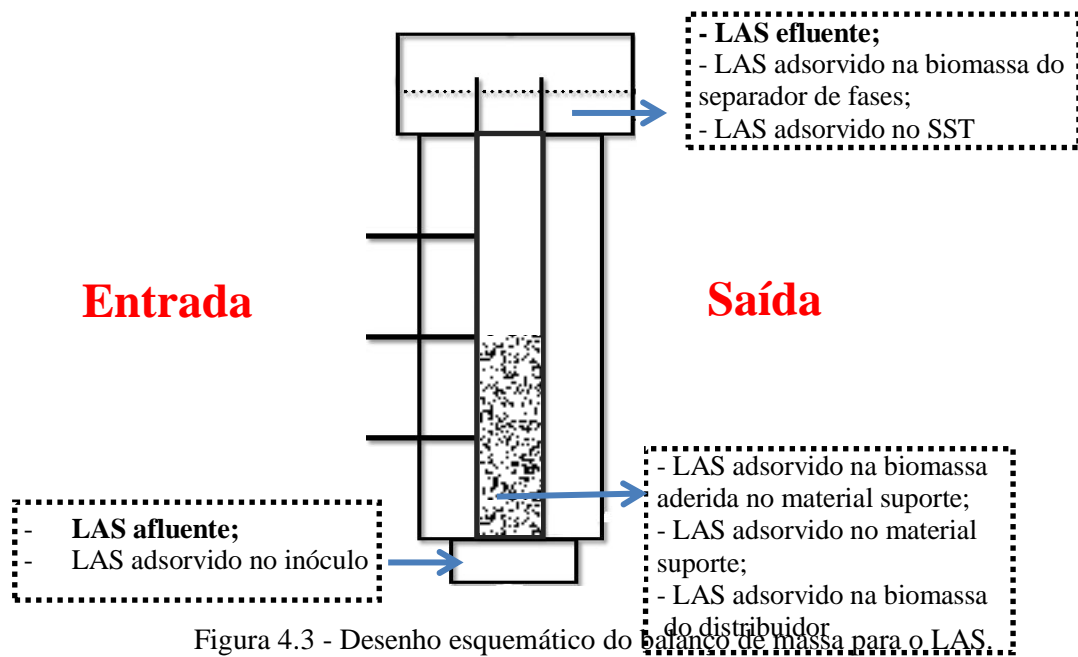 - LAS efluente;
- LAS adsorvido na biomassa do
separador de fases;
- LAS adsorvido no SST
Entrada
Saída
- LAS afluente;
- LAS adsorvido no inóculo
- LAS adsorvido na biomassa
aderida no material suporte;
- LAS adsorvido no material
suporte;
- LAS adsorvido na biomassa
do distribuidor
Figura 4.3 - Desenho esquemático do balanço de massa para o LAS.